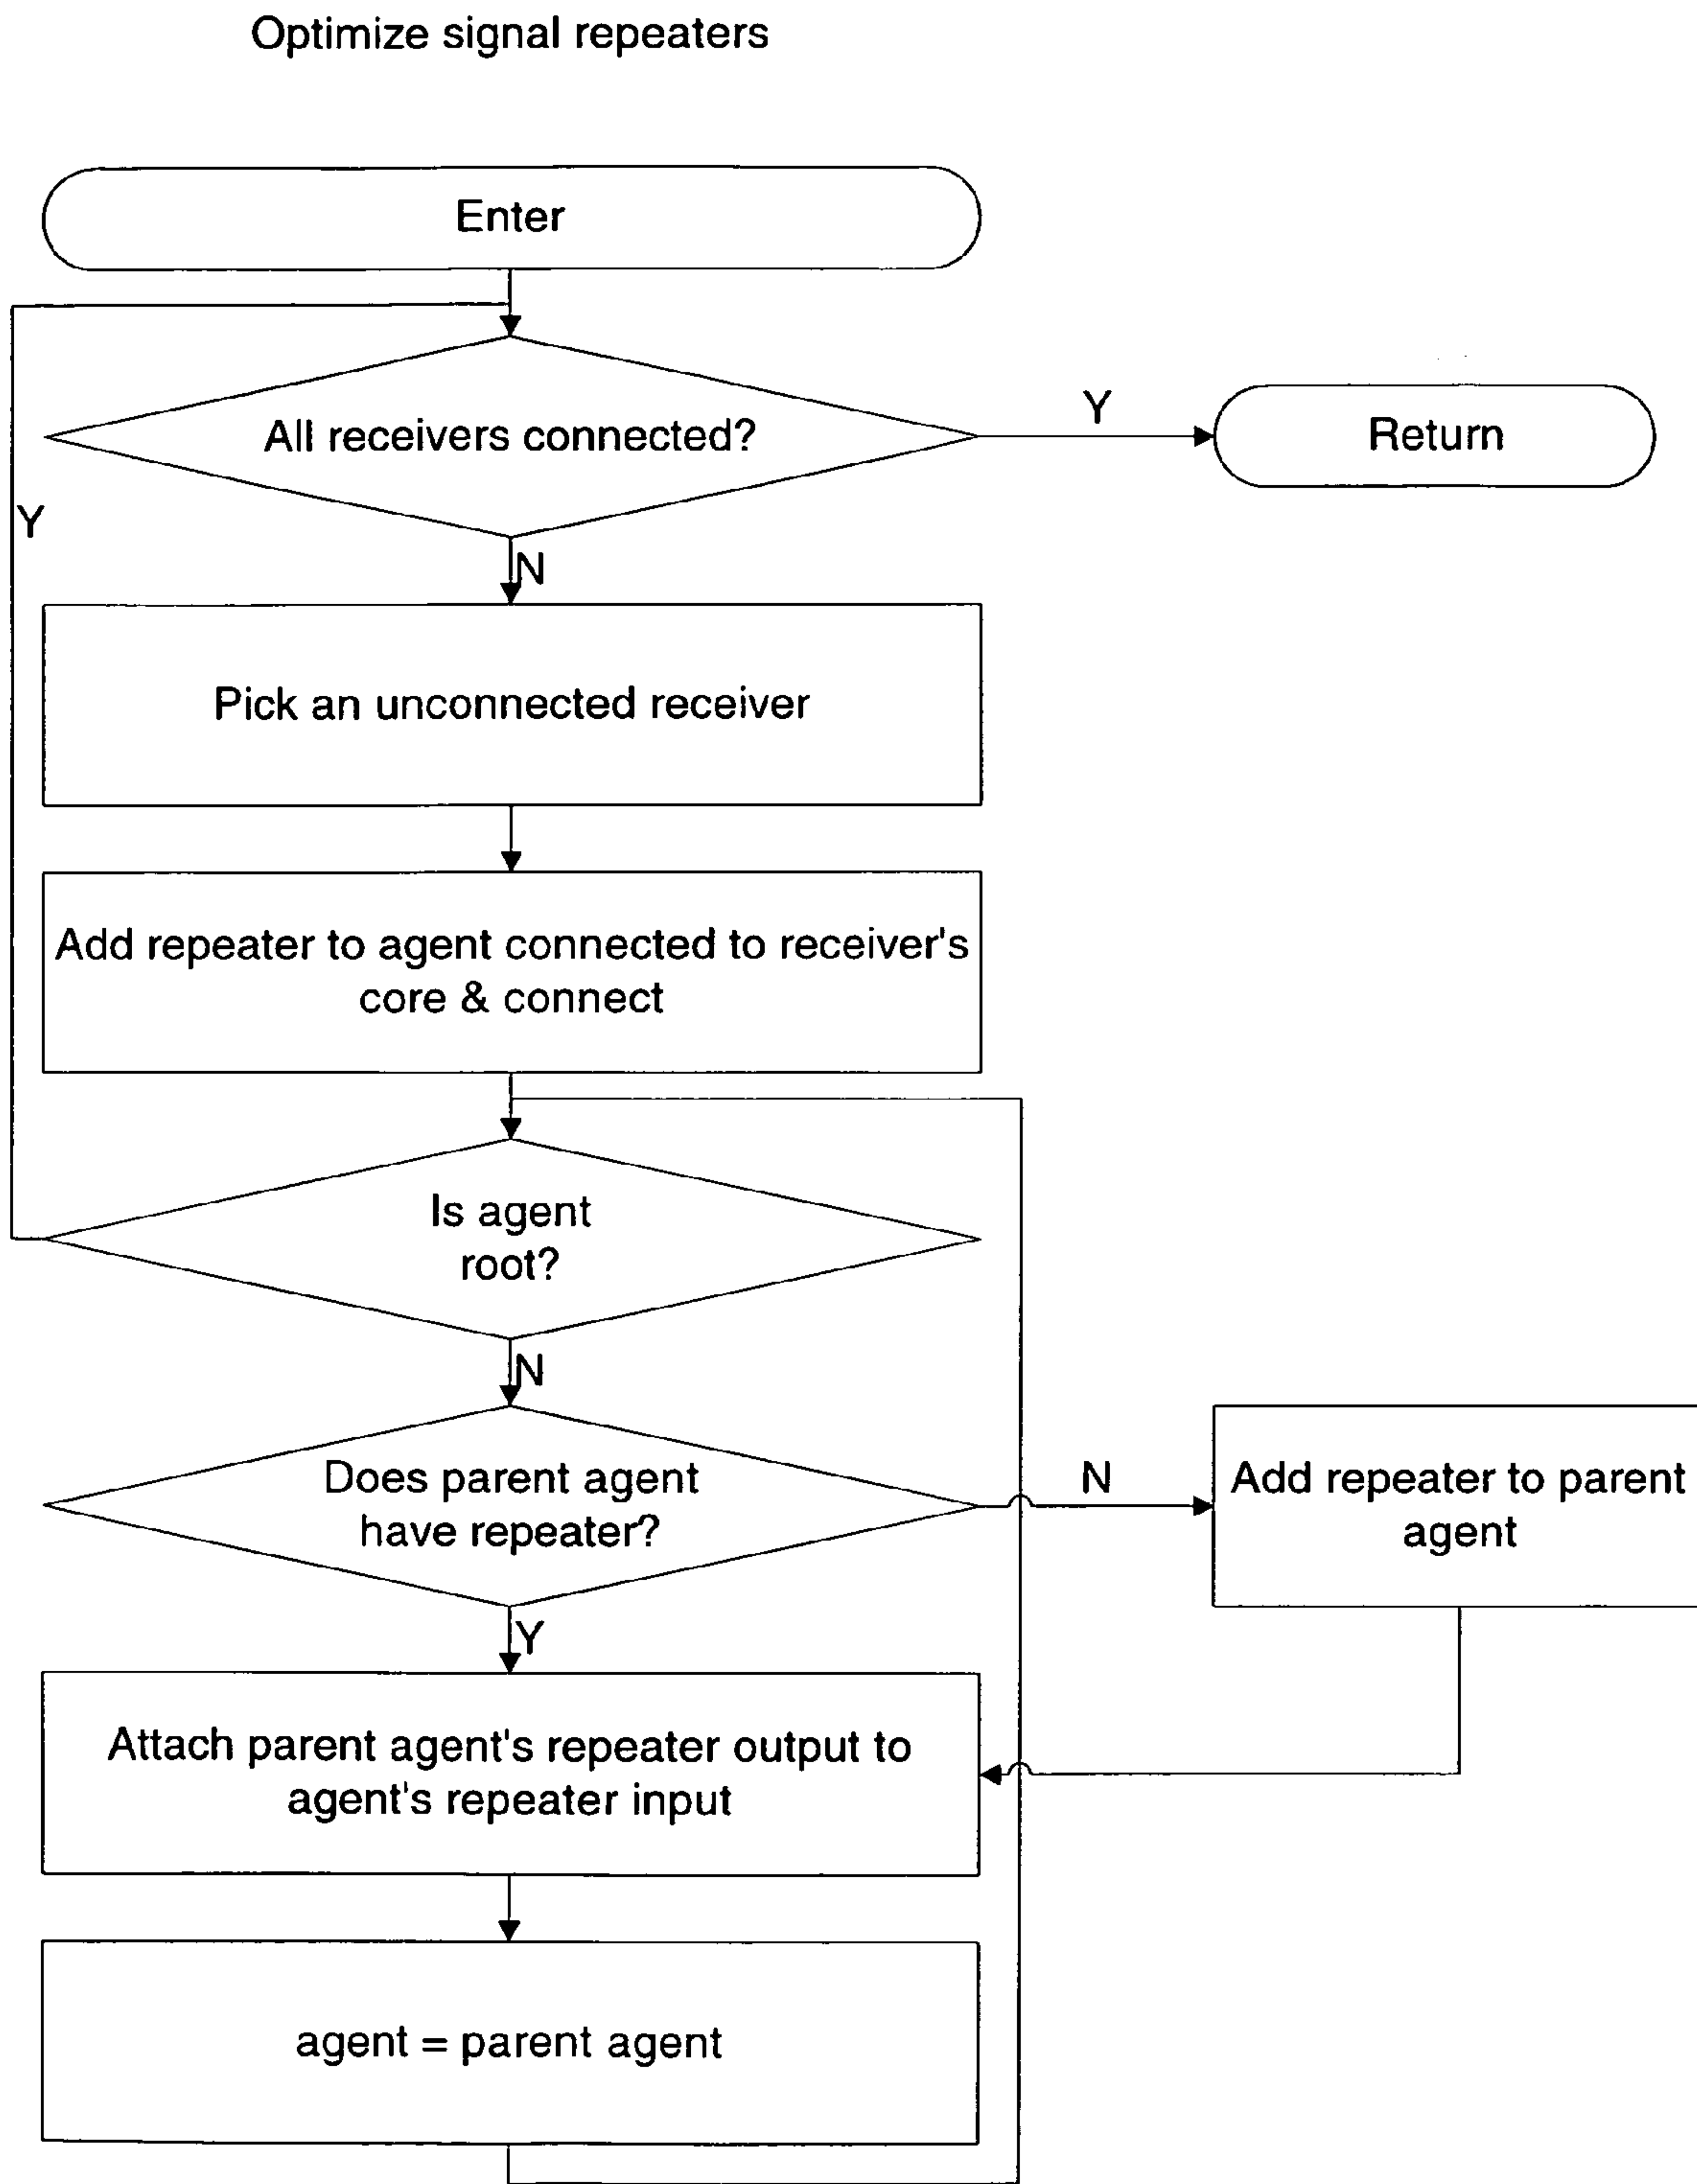 Optimize signal repeaters
Enter
All receivers connected?
Y
Return
Y
N
Pick an unconnected receiver
Add repeater to agent connected to receiver's
core & connect
Is agent
root?
N
Does parent agent
have repeater?
N
Add repeater to parent
agent
Y
Attach parent agent's repeater output to
agent's repeater input
agent = parent agent